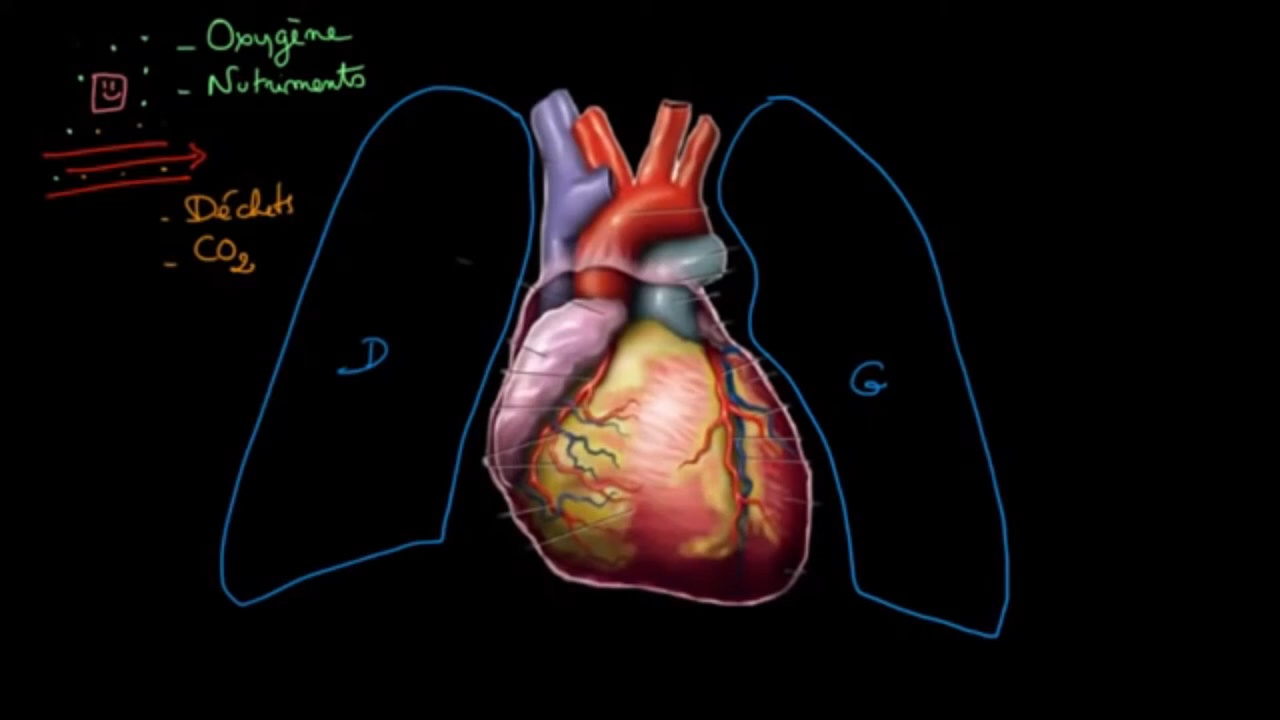 - Oxygène
- Nutriments
- Déchets
- CO₂
D
G